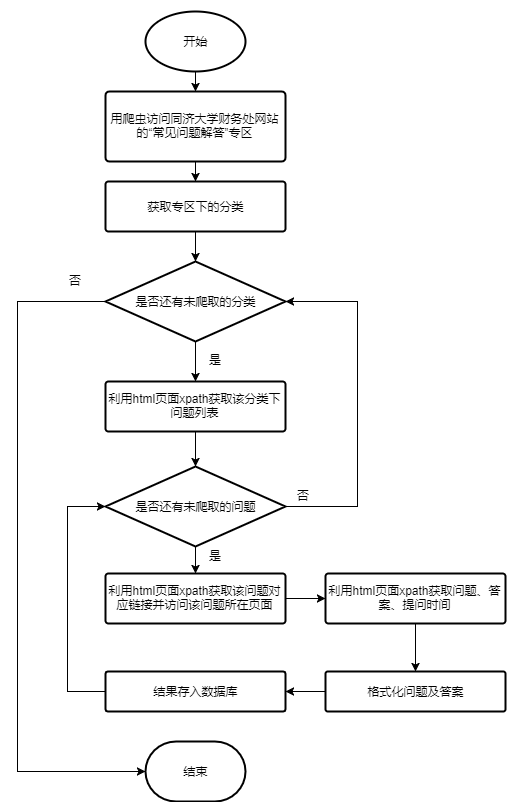 开始
用爬虫访问同济大学财务处网站
的“常见问题解答”专区
获取专区下的分类
否
是否还有未爬取的分类
是
利用html页面xpath获取该分类下
问题列表
是否还有未爬取的问题
否
是
利用html页面xpath获取该问题对
应链接并访问该问题所在页面
利用html页面xpath获取问题、答
案、提问时间
格式化问题及答案
结果存入数据库
结束